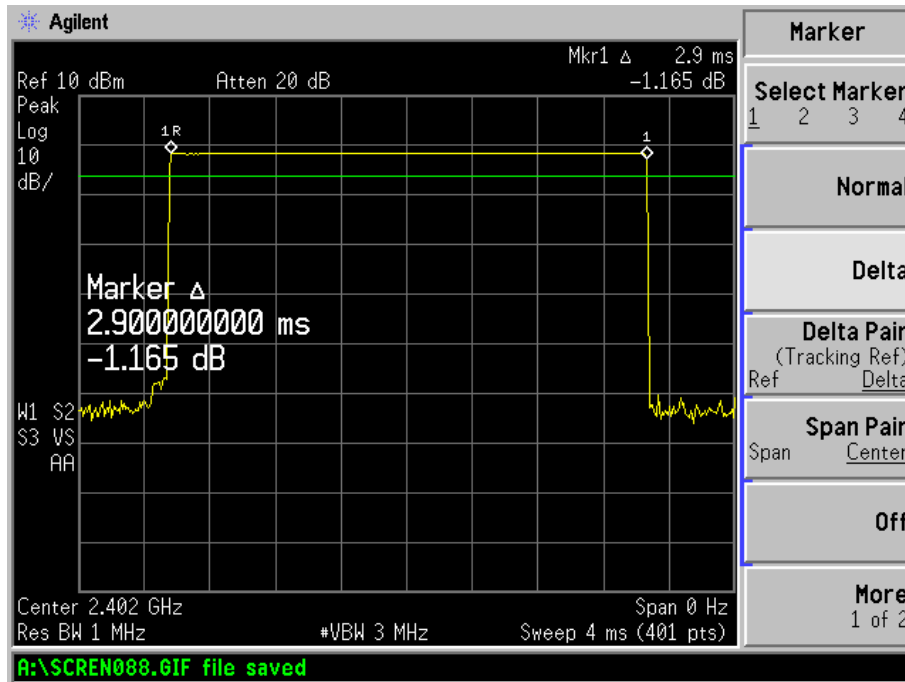 Agilent
Mkr1 Δ 2.9 ms
Ref 10 dBm Atten 20 dB -1.165 dB
Peak
Log
10
dB/
1R
1
Marker Δ
2.900000000 ms
-1.165 dB
W1 S2
S3 VS
AA
Center 2.402 GHz Span 0 Hz
Res BW 1 MHz #VBW 3 MHz Sweep 4 ms (401 pts)
A:\SCREN088.GIF file saved
Marker
Select Marker
1 2 3 4
Normal
Delta
Delta Pair
(Tracking Ref)
Ref Delta
Span Pair
Span Center
Off
More
1 of 2